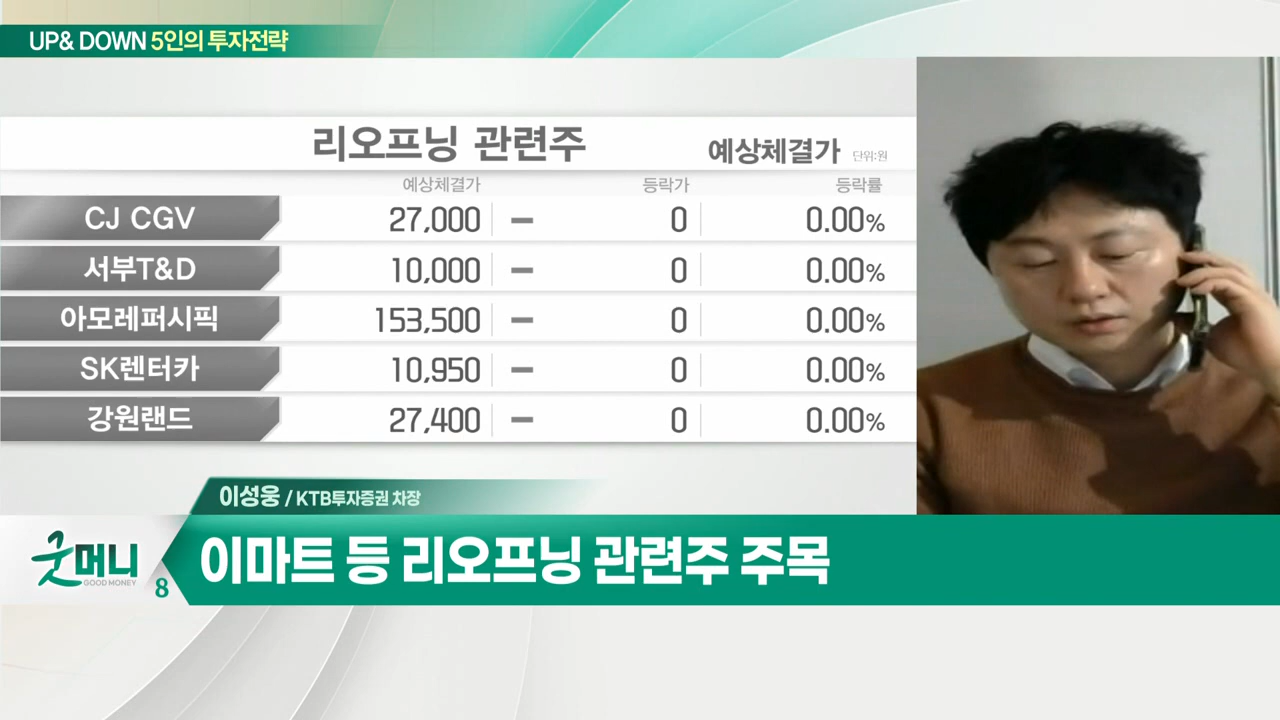 UP& DOWN 5인의 투자전략
리오프닝 관련주 예상체결가 단위:원
예상체결가 등락가 등락률
CJ CGV 27,000 – 0 0.00%
서부T&D 10,000 – 0 0.00%
아모레퍼시픽 153,500 – 0 0.00%
SK렌터카 10,950 – 0 0.00%
강원랜드 27,400 – 0 0.00%
이성웅 / KTB투자증권 차장
굿머니 GOOD MONEY 8
이마트 등 리오프닝 관련주 주목